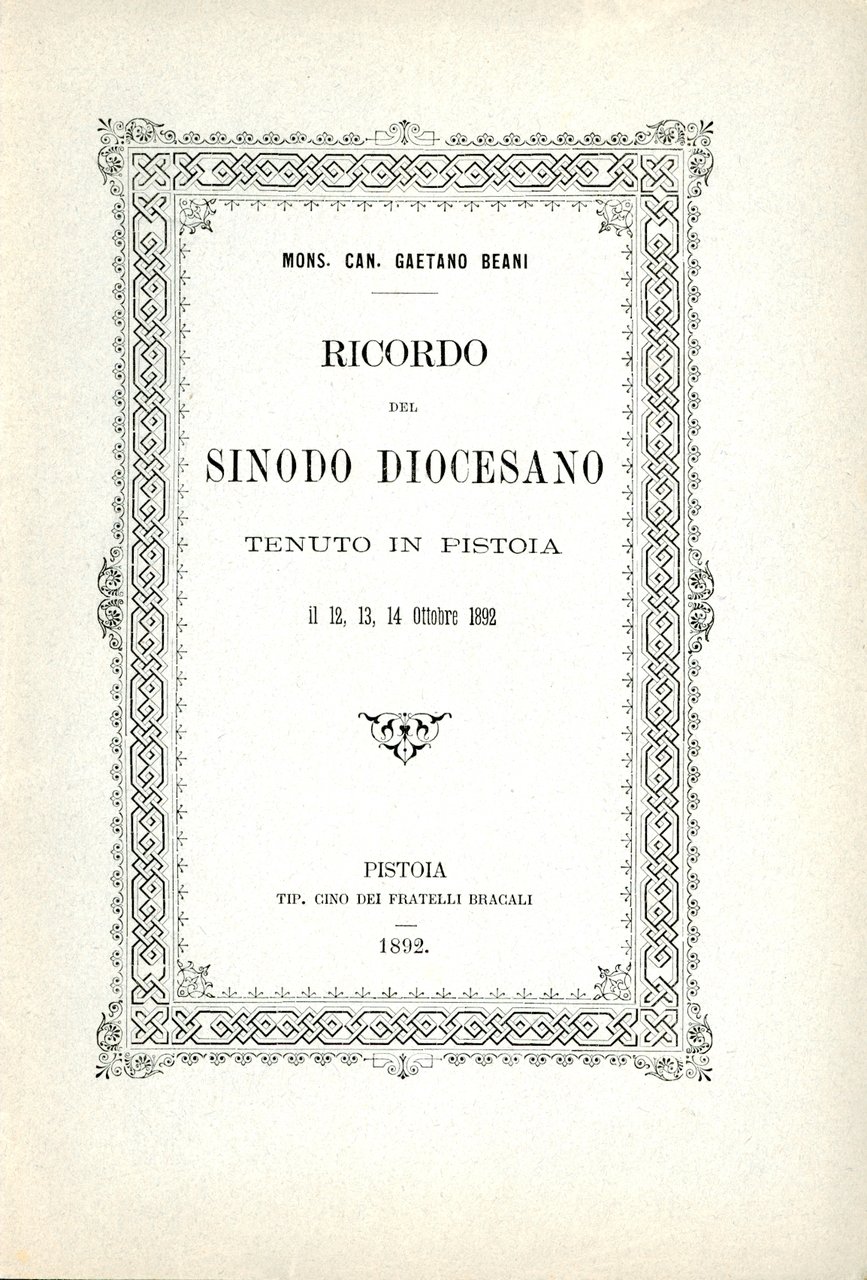 MONS. CAN. GAETANO BEANI
RICORDO
DEL
SINODO DIOCESANO
TENUTO IN PISTOIA
il 12, 13, 14 Ottobre 1892
PISTOIA
TIP. CINO DEI FRATELLI BRACALI
1892.